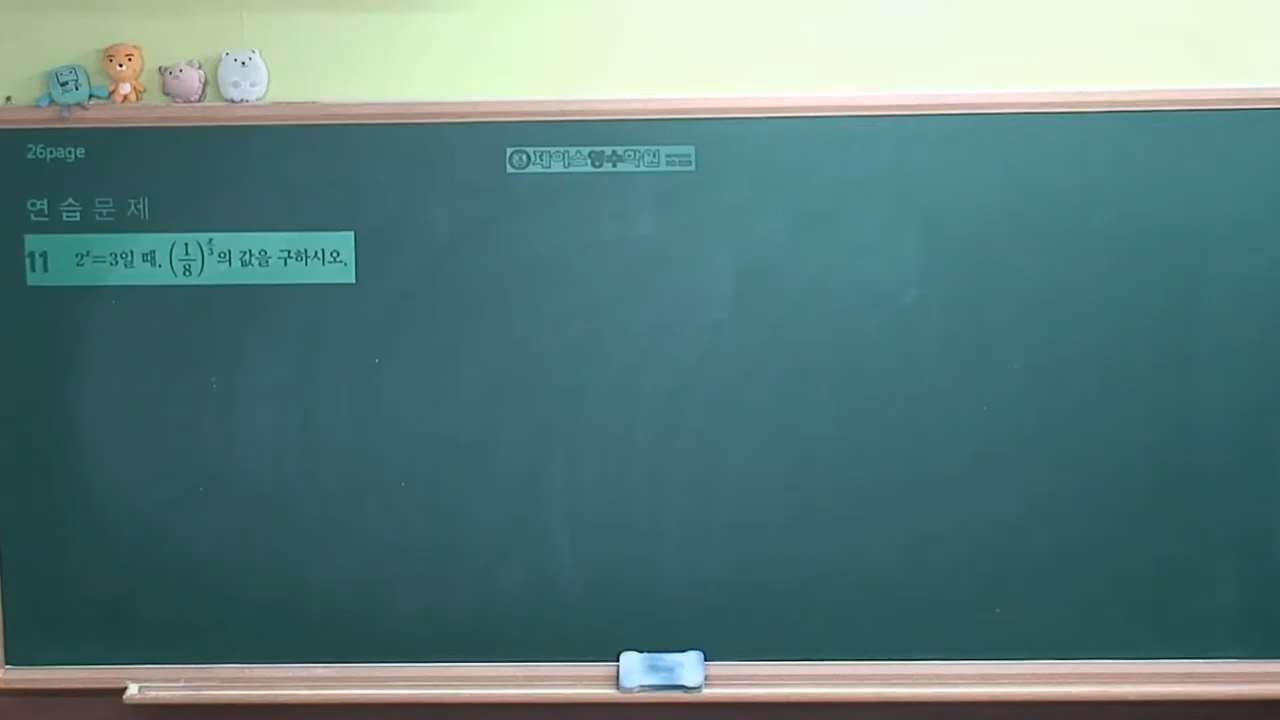 26page
제이스영수학원
연습문제
11 2ˣ=3일 때, (1/8)^(x/3)의 값을 구하시오.